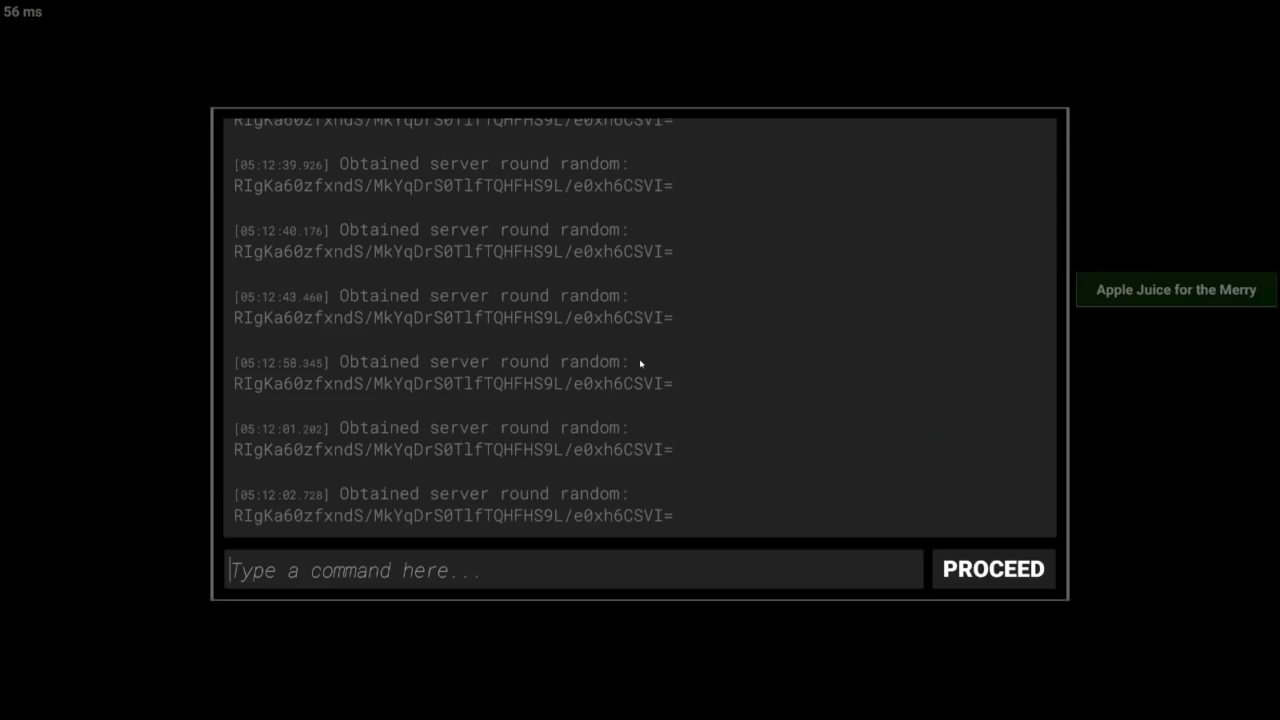 56 ms
RIgKa60zfxndS/MkYqDrS0TlfTQHFHS9L/e0xh6CSVI=
[05:12:39.926] Obtained server round random:
RIgKa60zfxndS/MkYqDrS0TlfTQHFHS9L/e0xh6CSVI=
[05:12:40.176] Obtained server round random:
RIgKa60zfxndS/MkYqDrS0TlfTQHFHS9L/e0xh6CSVI=
[05:12:43.460] Obtained server round random:
RIgKa60zfxndS/MkYqDrS0TlfTQHFHS9L/e0xh6CSVI=
Apple Juice for the Merry
[05:12:58.345] Obtained server round random:
RIgKa60zfxndS/MkYqDrS0TlfTQHFHS9L/e0xh6CSVI=
[05:12:01.202] Obtained server round random:
RIgKa60zfxndS/MkYqDrS0TlfTQHFHS9L/e0xh6CSVI=
[05:12:02.728] Obtained server round random:
RIgKa60zfxndS/MkYqDrS0TlfTQHFHS9L/e0xh6CSVI=
Type a command here...
PROCEED